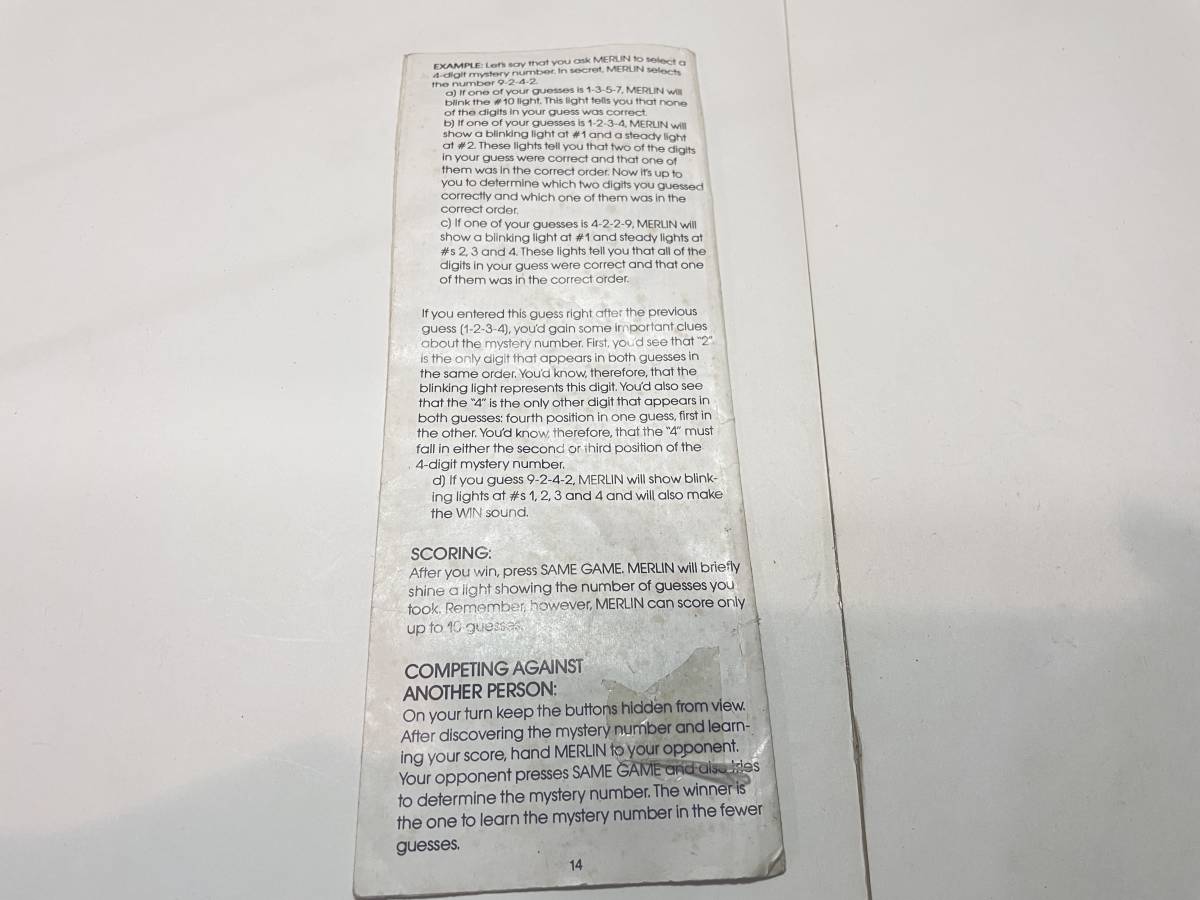 EXAMPLE: Let's say that you ask MERLIN to select a
4-digit mystery number. In secret, MERLIN selects
the number 9-2-4-2.
a) If one of your guesses is 1-3-5-7, MERLIN will
blink the #10 light. This light tells you that none
of the digits in your guess was correct.
b) If one of your guesses is 1-2-3-4, MERLIN will
show a blinking light at #1 and a steady light
at #2. These lights tell you that two of the digits
in your guess were correct and that one of
them was in the correct order. Now it's up to
you to determine which two digits you guessed
correctly and which one of them was in the
correct order.
c) If one of your guesses is 4-2-2-9, MERLIN will
show a blinking light at #1 and steady lights at
#s 2, 3 and 4. These lights tell you that all of the
digits in your guess were correct and that one
of them was in the correct order.
If you entered this guess right after the previous
guess (1-2-3-4), you'd gain some important clues
about the mystery number. First, you'd see that "2"
is the only digit that appears in both guesses in
the same order. You'd know, therefore, that the
blinking light represents this digit. You'd also see
that the "4" is the only other digit that appears in
both guesses: fourth position in one guess, first in
the other. You'd know, therefore, that the "4" must
fall in either the second or third position of the
4-digit mystery number.
d) If you guess 9-2-4-2, MERLIN will show blink-
ing lights at #s 1, 2, 3 and 4 and will also make
the WIN sound.
SCORING:
After you win, press SAME GAME. MERLIN will briefly
shine a light showing the number of guesses you
took. Remember, however, MERLIN can score only
up to 10 guesses.
COMPETING AGAINST
ANOTHER PERSON:
On your turn keep the buttons hidden from view.
After discovering the mystery number and learn-
ing your score, hand MERLIN to your opponent.
Your opponent presses SAME GAME and also tries
to determine the mystery number. The winner is
the one to learn the mystery number in the fewer
guesses.
14